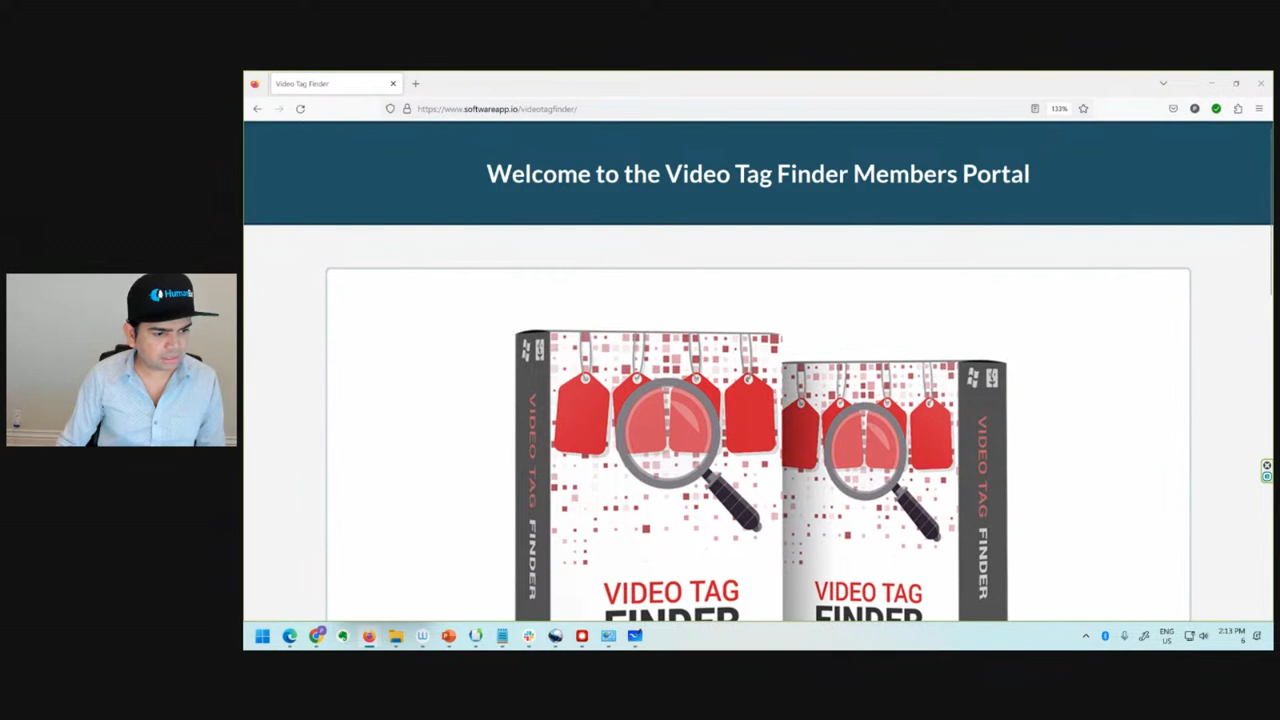 Video Tag Finder
https://www.softwareapp.io/videotagfinder/
133%
Welcome to the Video Tag Finder Members Portal
VIDEO TAG FINDER
VIDEO TAG
FINDER
VIDEO TAG
FINDER
VIDEO TAG FINDER
ENG
US
2:13 PM
6